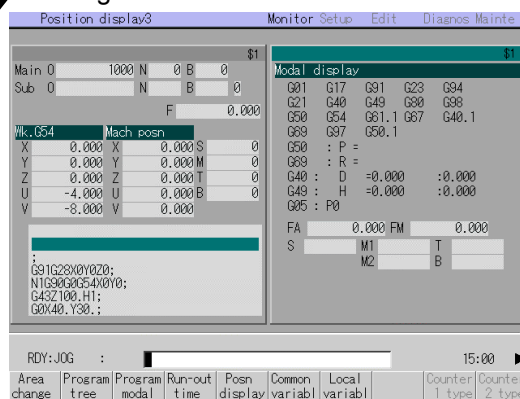 Position display3 Monitor Setup Edit Diagnos Mainte
$1
Main O 1000 N 0 B 0
Sub O N B 0
F 0.000
Wk.G54 Mach posn
X 0.000 X 0.000 S 0
Y 0.000 Y 0.000 M 0
Z 0.000 Z 0.000 T 0
U -4.000 U 0.000 B 0
V -8.000 V 0.000
;
G91G28X0Y0Z0;
N1G90G0G54X0Y0;
G43Z100.H1;
G0X40.Y30.;
$1
Modal display
G01 G17 G91 G23 G94
G21 G40 G49 G80 G98
G50 G54 G61.1 G67 G40.1
G69 G97 G50.1
G50 : P =
G69 : R =
G40 : D =0.000 :0.000
G49 : H =0.000 :0.000
G05 : P0
FA 0.000 FM 0.000
S M1 T
M2 B
RDY:JOG : 15:00
Area change Program tree Program modal Run-out time Posn display Common variabl Local variabl Counter 1 type Counte 2 type